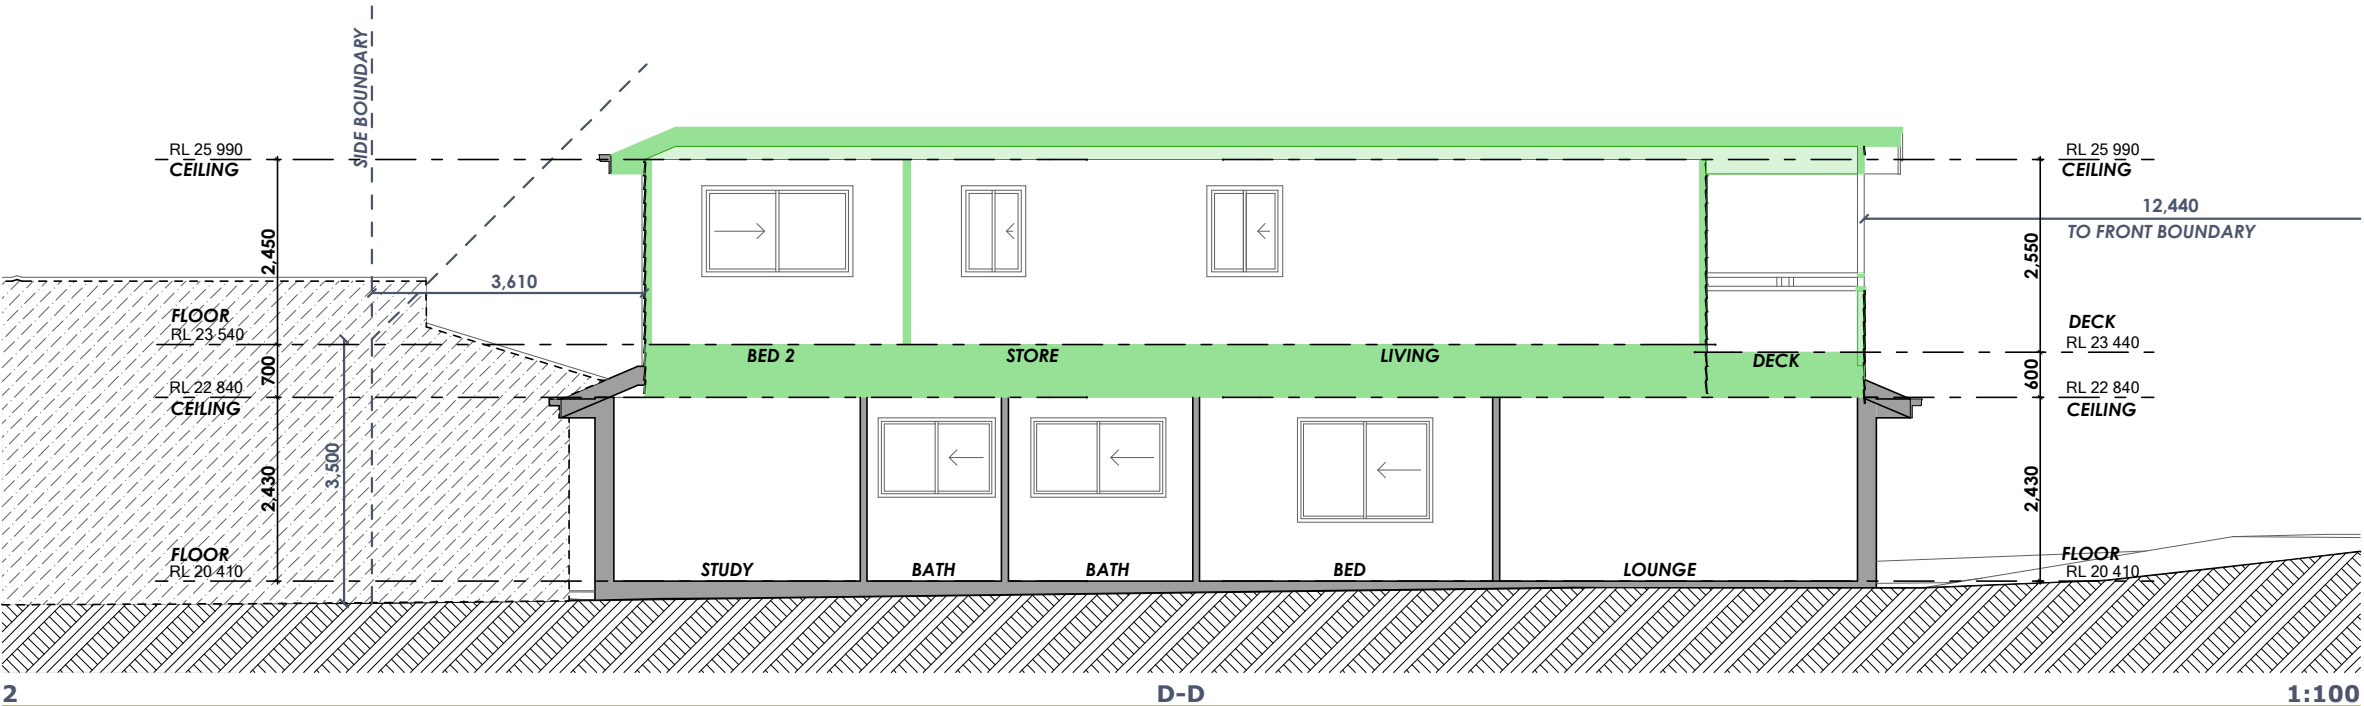 SIDE BOUNDARY
RL 25 990
CEILING
2,450
3,610
FLOOR
RL 23 540
700
RL 22 840
CEILING
3,500
2,430
FLOOR
RL 20 410
BED 2
STORE
LIVING
DECK
STUDY
BATH
BATH
BED
LOUNGE
RL 25 990
CEILING
12,440
TO FRONT BOUNDARY
2,550
DECK
RL 23 440
600
RL 22 840
CEILING
2,430
FLOOR
RL 20 410
2
D-D
1:100